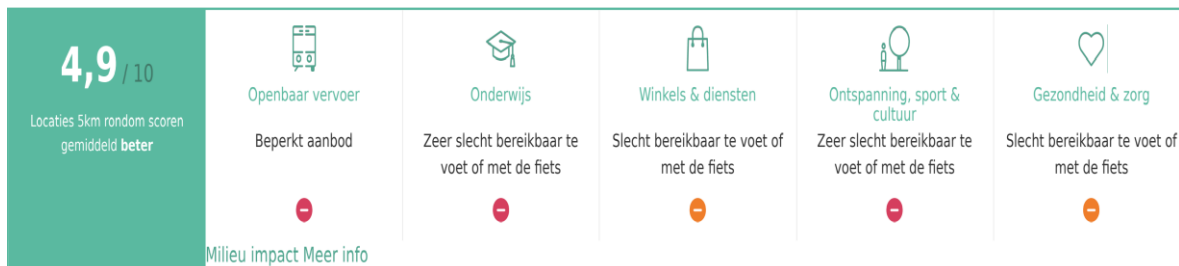 4,9 / 10
Locaties 5km rondom scoren
gemiddeld beter
Openbaar vervoer
Beperkt aanbod
Onderwijs
Zeer slecht bereikbaar te
voet of met de fiets
Winkels & diensten
Slecht bereikbaar te voet of
met de fiets
Ontspanning, sport &
cultuur
Zeer slecht bereikbaar te
voet of met de fiets
Gezondheid & zorg
Slecht bereikbaar te voet of
met de fiets
Milieu impact Meer info